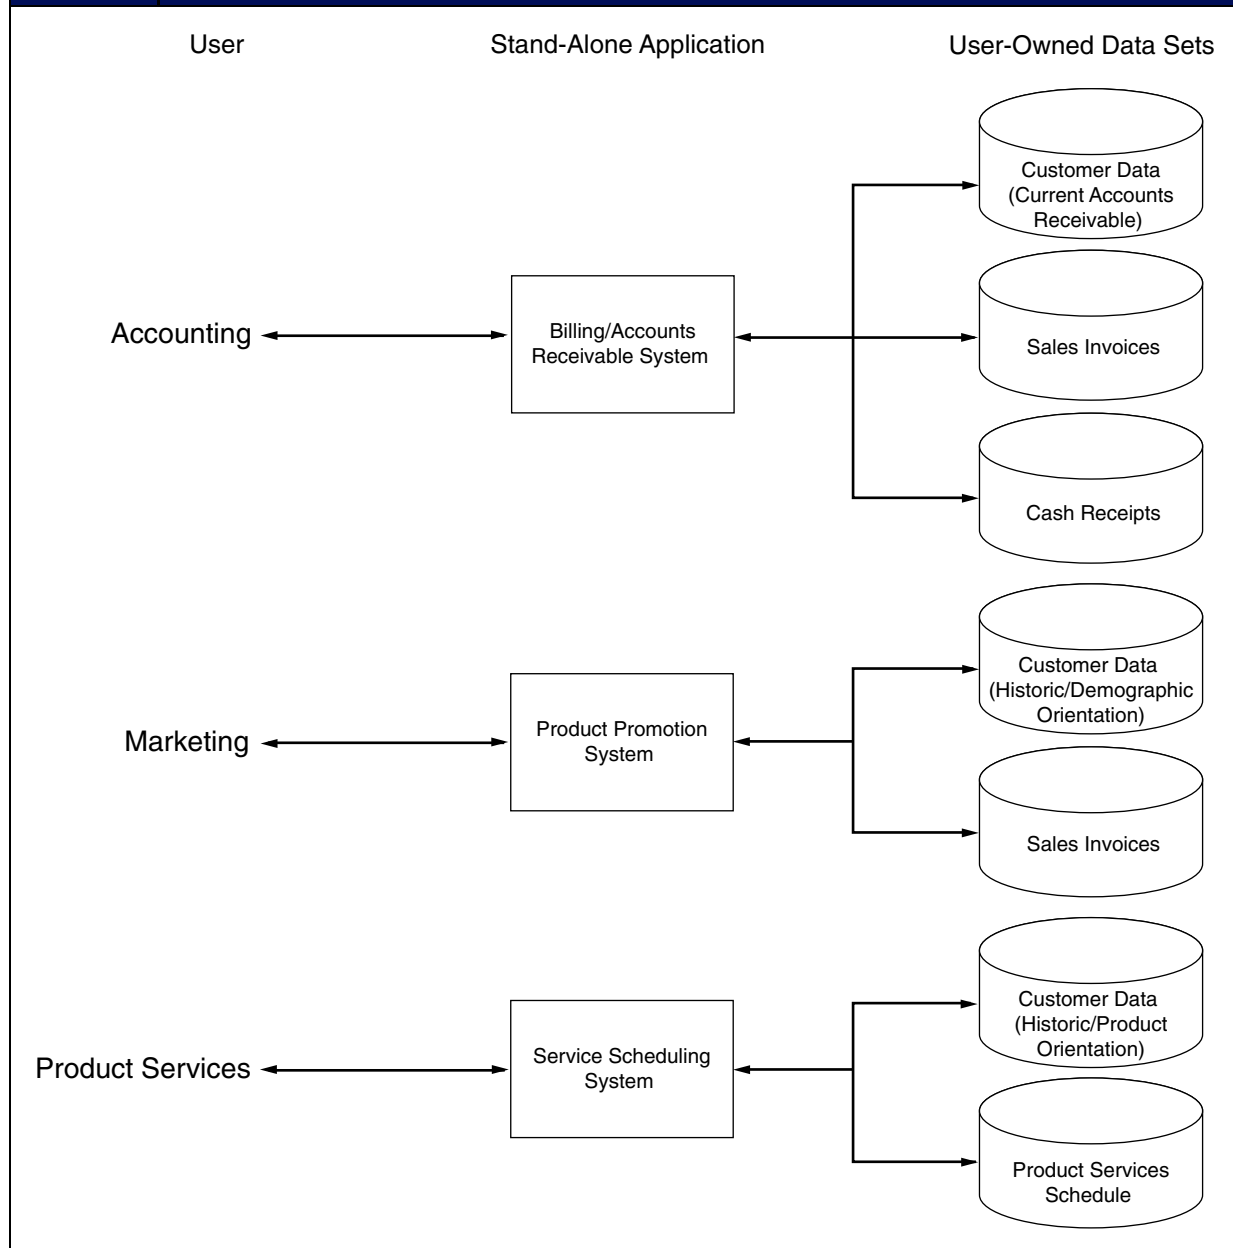 User
Stand-Alone Application
User-Owned Data Sets
Customer Data
(Current Accounts
Receivable)
Accounting
Billing/Accounts
Receivable System
Sales Invoices
Cash Receipts
Customer Data
(Historic/Demographic
Orientation)
Marketing
Product Promotion
System
Sales Invoices
Customer Data
(Historic/Product
Orientation)
Product Services
Service Scheduling
System
Product Services
Schedule